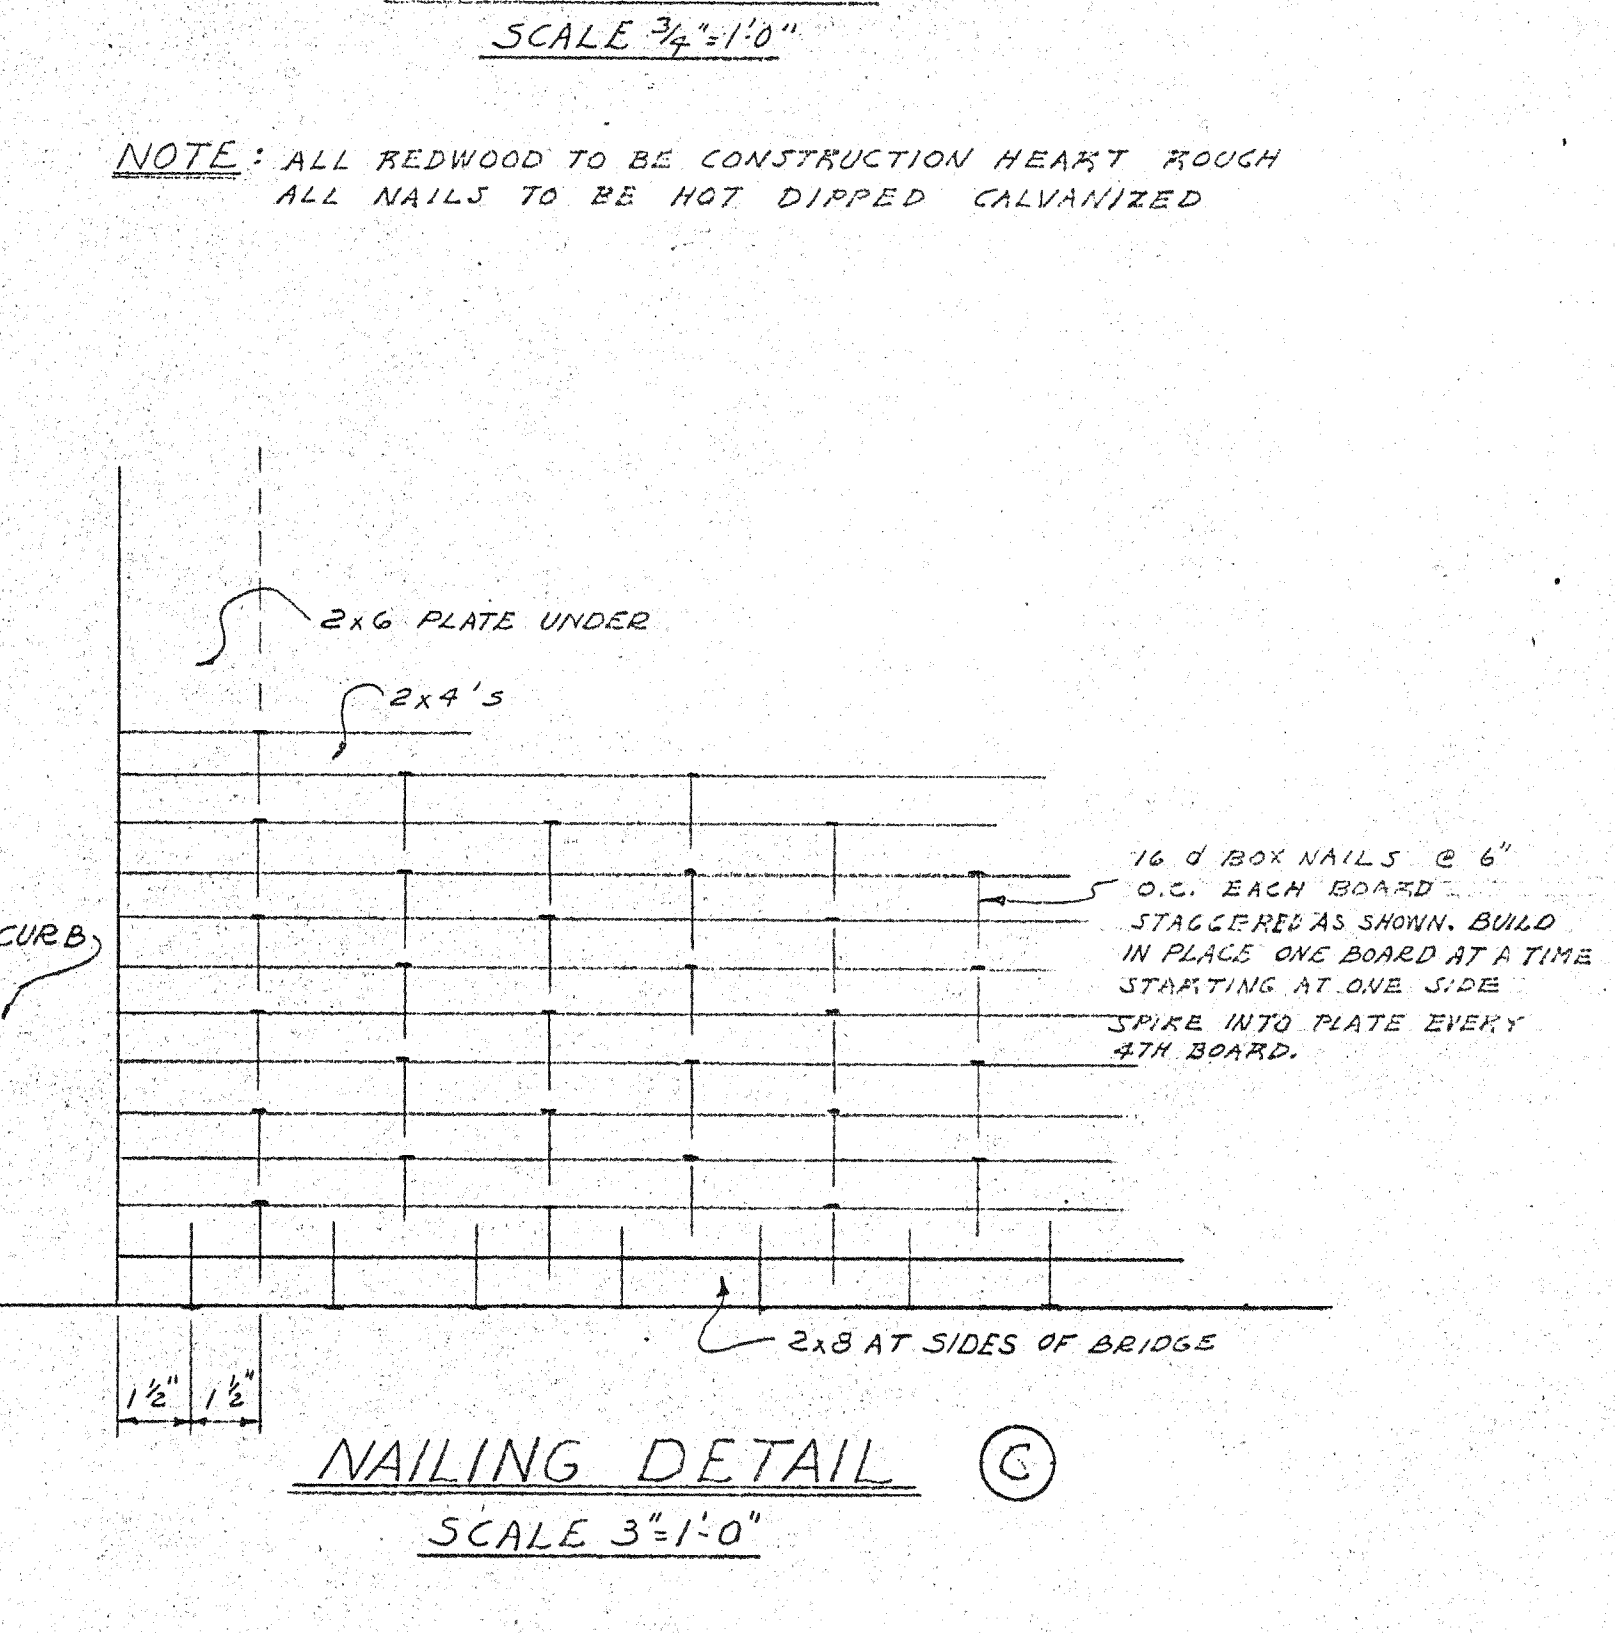 SCALE 3/4"=1'-0"
NOTE: ALL REDWOOD TO BE CONSTRUCTION HEART ROUGH
ALL NAILS TO BE HOT DIPPED GALVANIZED
2x6 PLATE UNDER
2x4's
16 d BOX NAILS @ 6"
O.C. EACH BOARD
STAGGERED AS SHOWN. BUILD
IN PLACE ONE BOARD AT A TIME
STARTING AT ONE SIDE
SPIKE INTO PLATE EVERY
4TH BOARD.
CURB
2x8 AT SIDES OF BRIDGE
1 1/2" 1 1/2"
NAILING DETAIL C
SCALE 3"=1'-0"